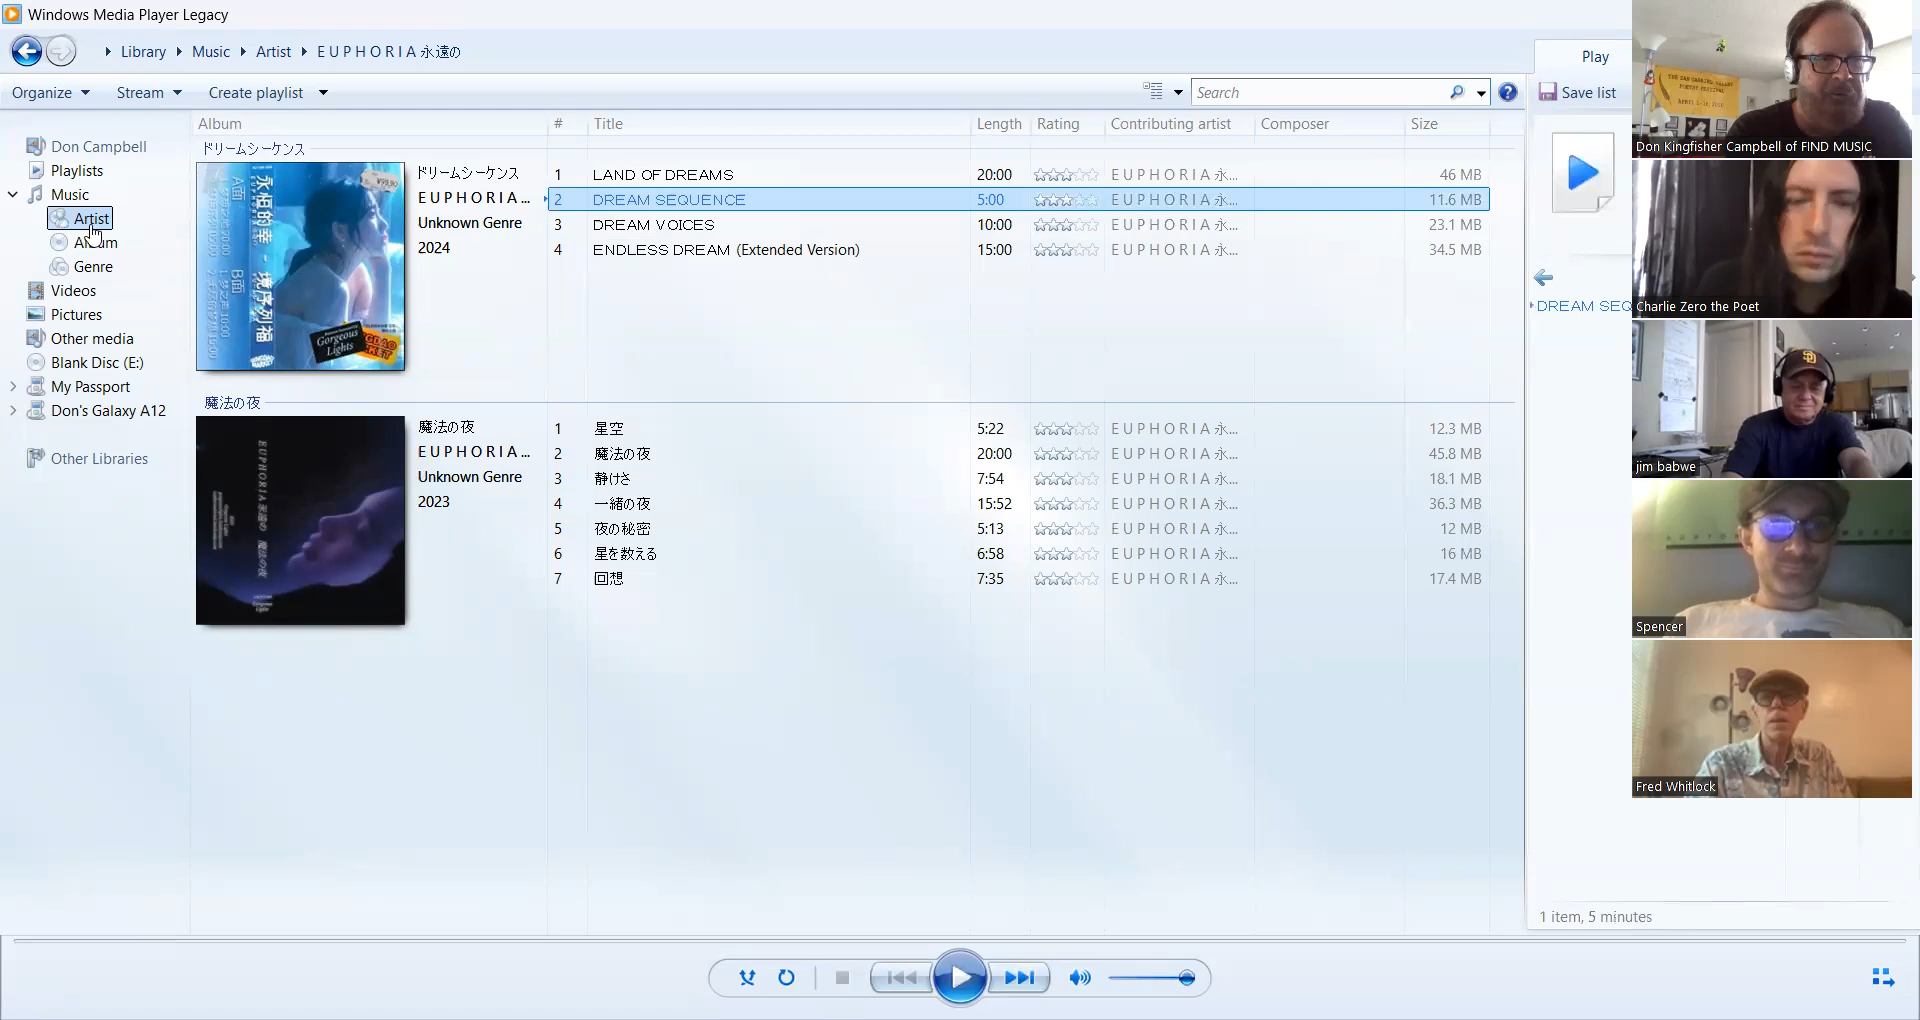 Windows Media Player Legacy
Library
Music
Artist
E U P H O R I A 永遠の
Organize
Stream
Create playlist
Search
Play
Save list
Don Campbell
Playlists
Music
Artist
Album
Genre
Videos
Pictures
Other media
Blank Disc (E:)
My Passport
Don's Galaxy A12
Other Libraries
Album # Title Length Rating Contributing artist Composer Size
ドリームシーケンス
ドリームシーケンス
E U P H O R I A ...
Unknown Genre
2024
1 LAND OF DREAMS 20:00 E U P H O R I A 永... 46 MB
2 DREAM SEQUENCE 5:00 E U P H O R I A 永... 11.6 MB
3 DREAM VOICES 10:00 E U P H O R I A 永... 23.1 MB
4 ENDLESS DREAM (Extended Version) 15:00 E U P H O R I A 永... 34.5 MB
Gorgeous
Lights
魔法の夜
魔法の夜
E U P H O R I A ...
Unknown Genre
2023
1 星空 5:22 E U P H O R I A 永... 12.3 MB
2 魔法の夜 20:00 E U P H O R I A 永... 45.8 MB
3 静けさ 7:54 E U P H O R I A 永... 18.1 MB
4 一緒の夜 15:52 E U P H O R I A 永... 36.3 MB
5 夜の秘密 5:13 E U P H O R I A 永... 12 MB
6 星を数える 6:58 E U P H O R I A 永... 16 MB
7 回想 7:35 E U P H O R I A 永... 17.4 MB
EUPHORIA 永遠の 魔法の夜
DREAM SEQ
1 item, 5 minutes
Don Kingfisher Campbell of FIND MUSIC
Charlie Zero the Poet
jim babwe
Spencer
Fred Whitlock